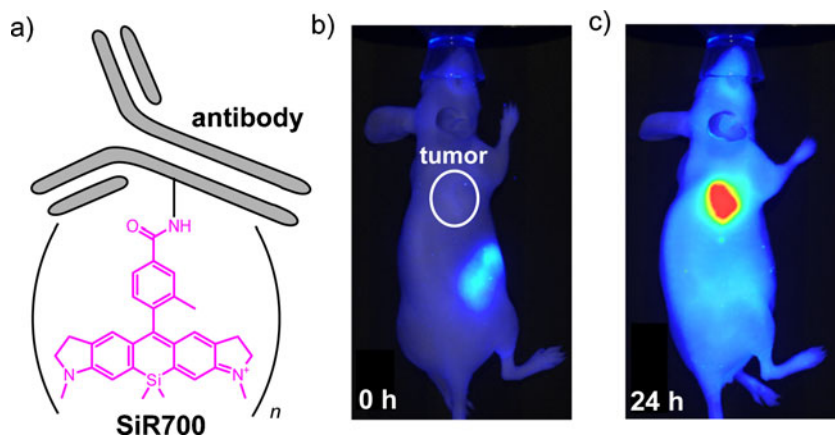 a)
antibody
O
NH
N
Si
N+
n
SiR700
b)
tumor
0 h
c)
24 h